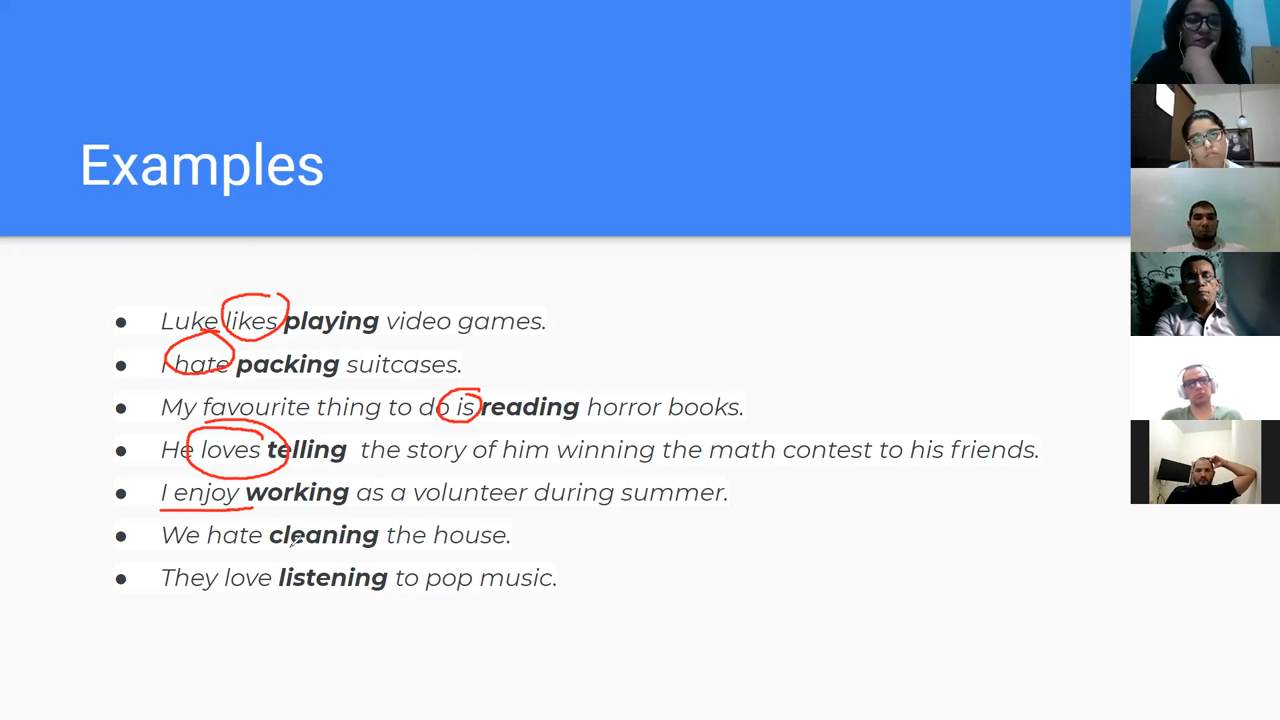 Examples
● Luke likes playing video games.
● I hate packing suitcases.
● My favourite thing to do is reading horror books.
● He loves telling the story of him winning the math contest to his friends.
● I enjoy working as a volunteer during summer.
● We hate cleaning the house.
● They love listening to pop music.